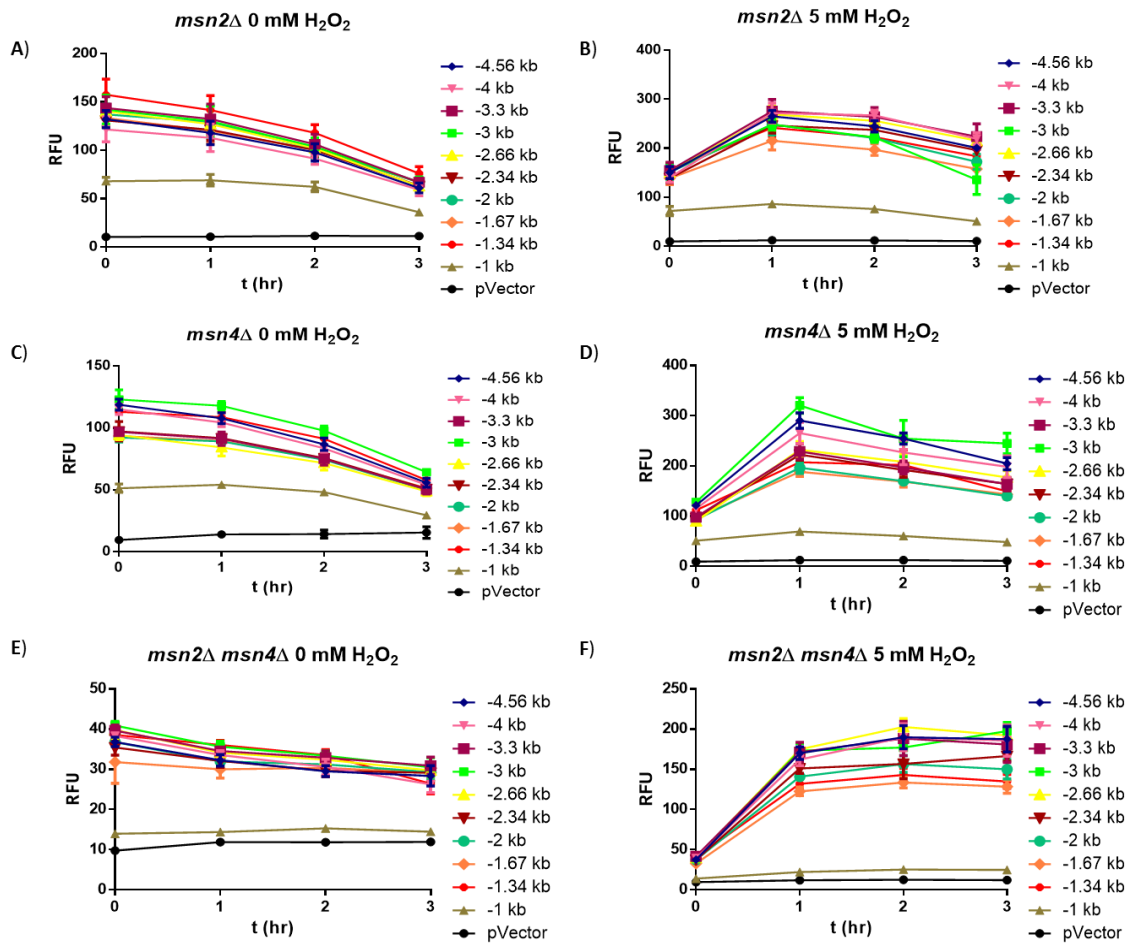 A)
msn2Δ 0 mM H₂O₂
RFU
200
150
100
50
0
0 1 2 3
t (hr)
-4.56 kb
-4 kb
-3.3 kb
-3 kb
-2.66 kb
-2.34 kb
-2 kb
-1.67 kb
-1.34 kb
-1 kb
pVector
B)
msn2Δ 5 mM H₂O₂
RFU
400
300
200
100
0
0 1 2 3
t (hr)
-4.56 kb
-4 kb
-3.3 kb
-3 kb
-2.66 kb
-2.34 kb
-2 kb
-1.67 kb
-1.34 kb
-1 kb
pVector
C)
msn4Δ 0 mM H₂O₂
RFU
150
100
50
0
0 1 2 3
t (hr)
-4.56 kb
-4 kb
-3.3 kb
-3 kb
-2.66 kb
-2.34 kb
-2 kb
-1.67 kb
-1.34 kb
-1 kb
pVector
D)
msn4Δ 5 mM H₂O₂
RFU
400
300
200
100
0
0 1 2 3
t (hr)
-4.56 kb
-4 kb
-3.3 kb
-3 kb
-2.66 kb
-2.34 kb
-2 kb
-1.67 kb
-1.34 kb
-1 kb
pVector
E)
msn2Δ msn4Δ 0 mM H₂O₂
RFU
50
40
30
20
10
0
0 1 2 3
t (hr)
-4.56 kb
-4 kb
-3.3 kb
-3 kb
-2.66 kb
-2.34 kb
-2 kb
-1.67 kb
-1.34 kb
-1 kb
pVector
F)
msn2Δ msn4Δ 5 mM H₂O₂
RFU
250
200
150
100
50
0
0 1 2 3
t (hr)
-4.56 kb
-4 kb
-3.3 kb
-3 kb
-2.66 kb
-2.34 kb
-2 kb
-1.67 kb
-1.34 kb
-1 kb
pVector